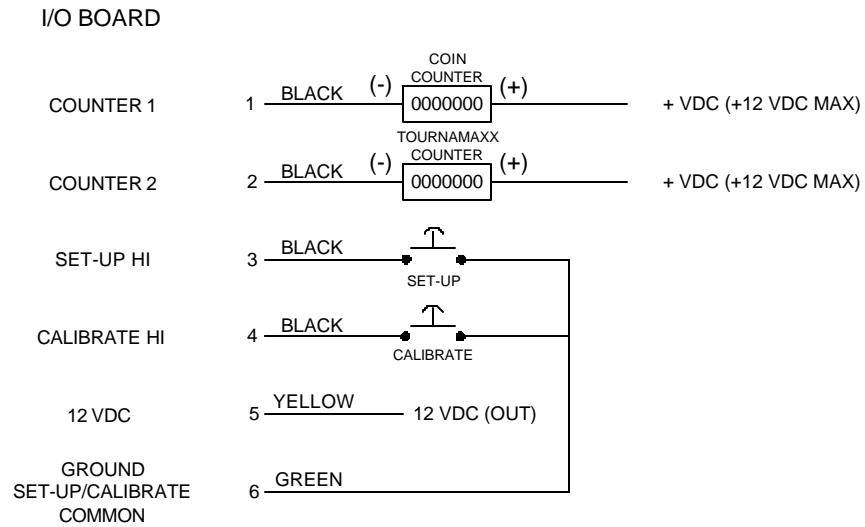 I/O BOARD
COIN
COUNTER 1 1 BLACK (-) COUNTER (+) + VDC (+12 VDC MAX)
0000000
TOURNAMAXX
COUNTER 2 2 BLACK (-) COUNTER (+) + VDC (+12 VDC MAX)
0000000
SET-UP HI 3 BLACK
SET-UP
CALIBRATE HI 4 BLACK
CALIBRATE
12 VDC 5 YELLOW 12 VDC (OUT)
GROUND
SET-UP/CALIBRATE 6 GREEN
COMMON